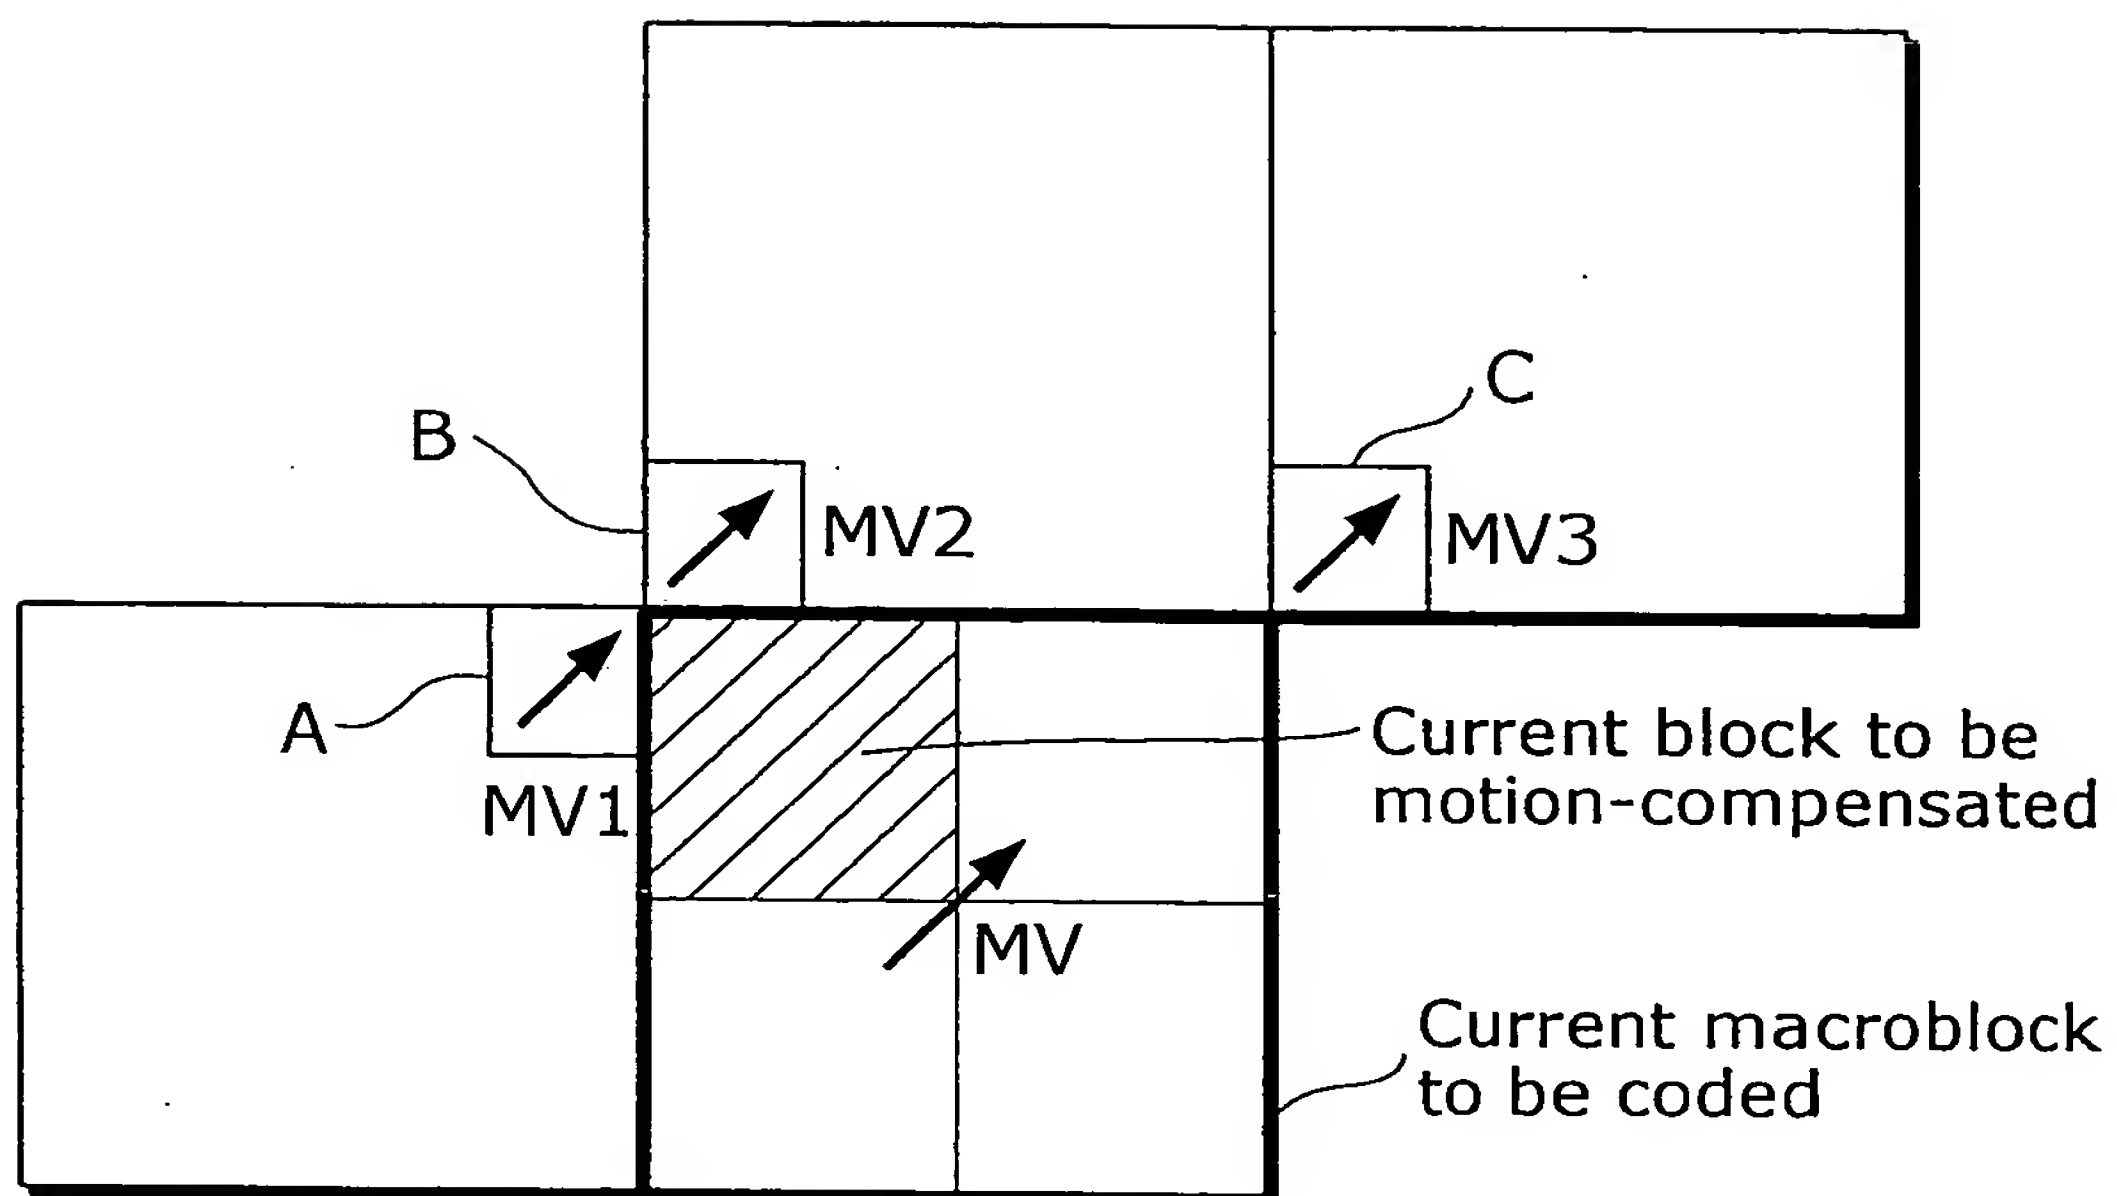 C
B
MV2
MV3
A
MV1
Current block to be
motion-compensated
MV
Current macroblock
to be coded